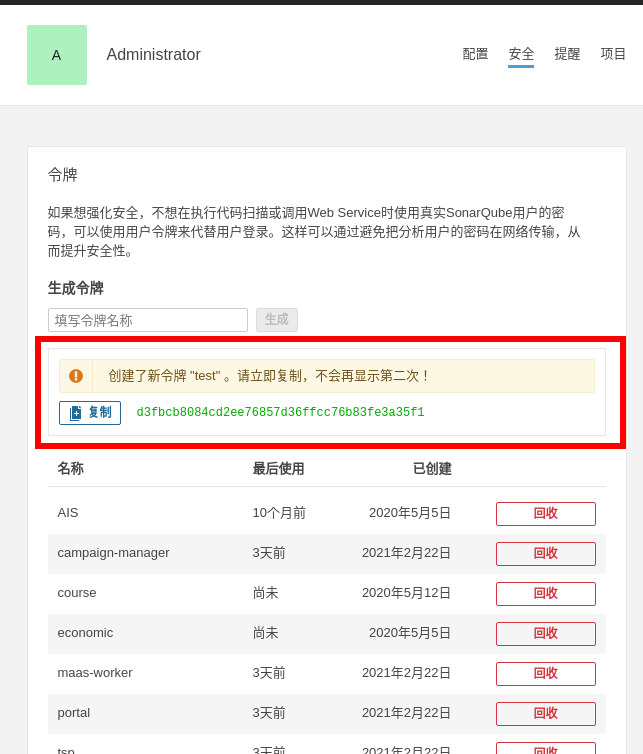 A
Administrator
配置 安全 提醒 项目
令牌
如果想强化安全，不想在执行代码扫描或调用Web Service时使用真实SonarQube用户的密
码，可以使用用户令牌来代替用户登录。这样可以通过避免把分析用户的密码在网络传输，从
而提升安全性。
生成令牌
填写令牌名称 生成
创建了新令牌 "test" 。请立即复制，不会再显示第二次！
复制 d3fbcb8084cd2ee76857d36ffcc76b83fe3a35f1
名称 最后使用 已创建
AIS 10个月前 2020年5月5日 回收
campaign-manager 3天前 2021年2月22日 回收
course 尚未 2020年5月12日 回收
economic 尚未 2020年5月5日 回收
maas-worker 3天前 2021年2月22日 回收
portal 3天前 2021年2月22日 回收
tsp 3天前 2021年2月22日 回收